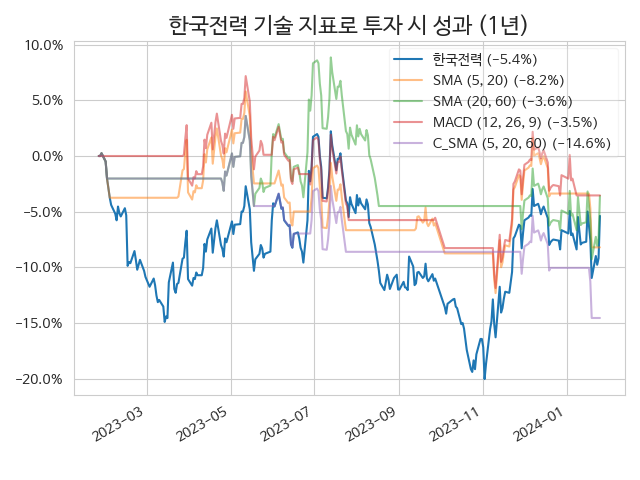 한국전력 기술 지표로 투자 시 성과 (1년)
10.0%
5.0%
0.0%
−5.0%
−10.0%
−15.0%
−20.0%
한국전력 (−5.4%)
SMA (5, 20) (−8.2%)
SMA (20, 60) (−3.6%)
MACD (12, 26, 9) (−3.5%)
C_SMA (5, 20, 60) (−14.6%)
2023-03
2023-05
2023-07
2023-09
2023-11
2024-01